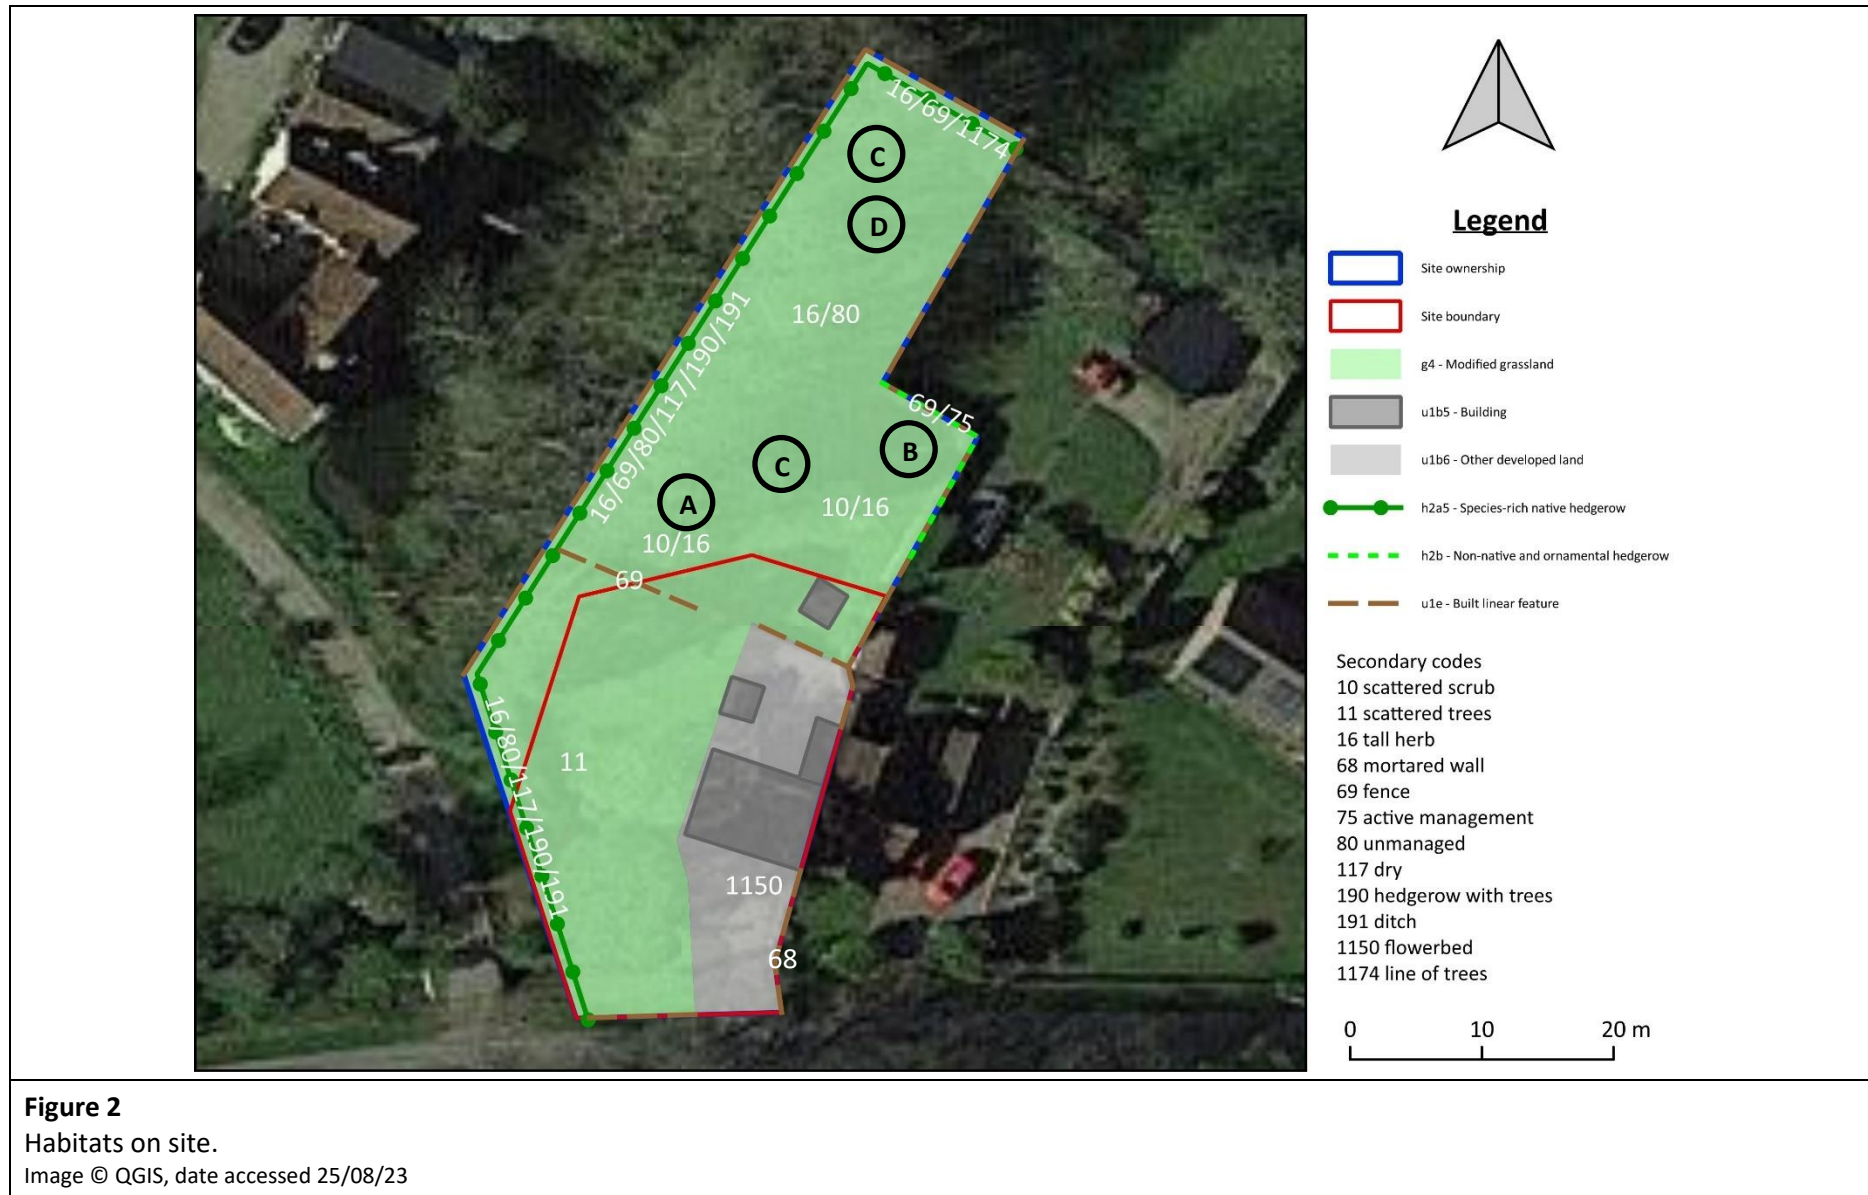 16/69/1174
C
D
16/80
16/69/80/117/190/191
69/75
B
C
A
10/16
10/16
69
16/80/117/190/191
11
1150
68
Legend
Site ownership
Site boundary
g4 - Modified grassland
u1b5 - Building
u1b6 - Other developed land
h2a5 - Species-rich native hedgerow
h2b - Non-native and ornamental hedgerow
u1e - Built linear feature
Secondary codes
10 scattered scrub
11 scattered trees
16 tall herb
68 mortared wall
69 fence
75 active management
80 unmanaged
117 dry
190 hedgerow with trees
191 ditch
1150 flowerbed
1174 line of trees
0 10 20 m
Figure 2
Habitats on site.
Image © QGIS, date accessed 25/08/23